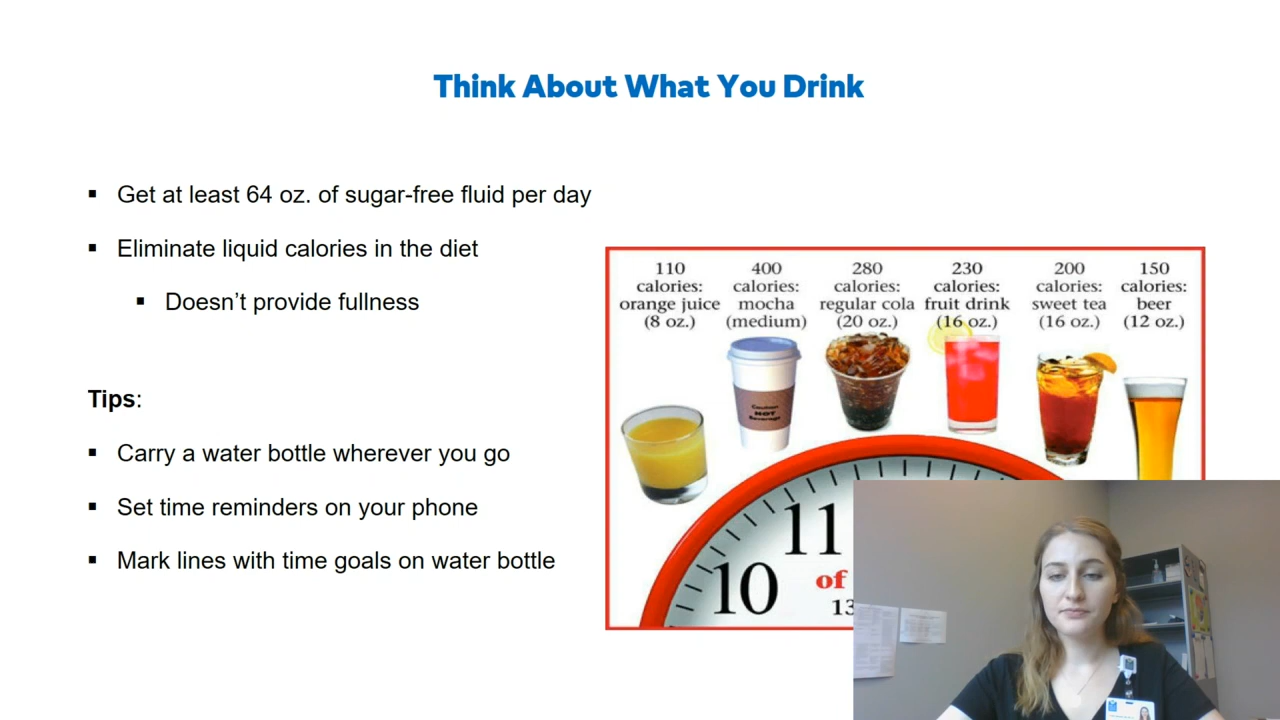 Think About What You Drink
Get at least 64 oz. of sugar-free fluid per day
Eliminate liquid calories in the diet
Doesn’t provide fullness
Tips:
Carry a water bottle wherever you go
Set time reminders on your phone
Mark lines with time goals on water bottle
110
calories:
orange juice
(8 oz.)
400
calories:
mocha
(medium)
280
calories:
regular cola
(20 oz.)
230
calories:
fruit drink
(16 oz.)
200
calories:
sweet tea
(16 oz.)
150
calories:
beer
(12 oz.)
Caution
HOT
Beverage
11
10
of
13